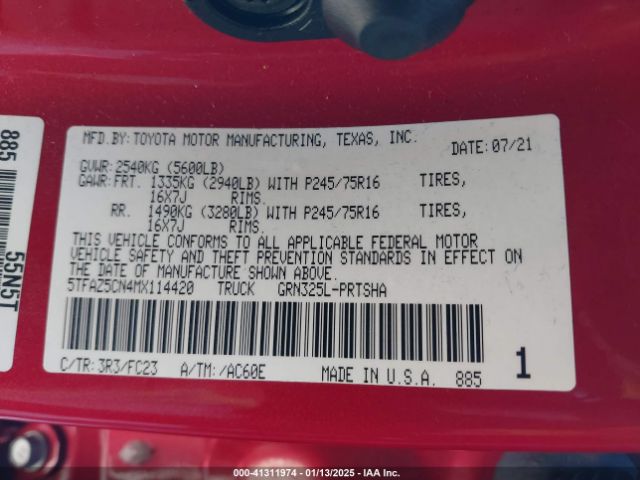 MFD.BY:TOYOTA MOTOR MANUFACTURING, TEXAS, INC.
DATE:07/21
GVWR:2540KG (5600LB)
GAWR:FRT. 1335KG (2940LB) WITH P245/75R16 TIRES,
16X7J RIMS.
RR. 1490KG (3280LB) WITH P245/75R16 TIRES,
16X7J RIMS.
THIS VEHICLE CONFORMS TO ALL APPLICABLE FEDERAL MOTOR
VEHICLE SAFETY AND THEFT PREVENTION STANDARDS IN EFFECT ON
THE DATE OF MANUFACTURE SHOWN ABOVE.
5TFAZ5CN4MX114420 TRUCK GRN325L-PRTSHA
C/TR:3R3/FC23 A/TM:/AC60E MADE IN U.S.A. 885 1
885
55N5T
000-41311974 | 01/13/2025 | IAA Inc.